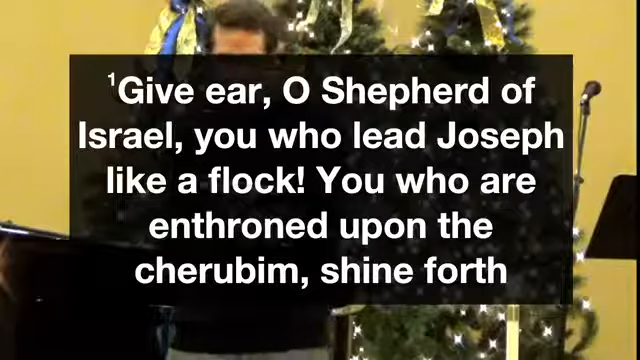 ¹Give ear, O Shepherd of
Israel, you who lead Joseph
like a flock! You who are
enthroned upon the
cherubim, shine forth